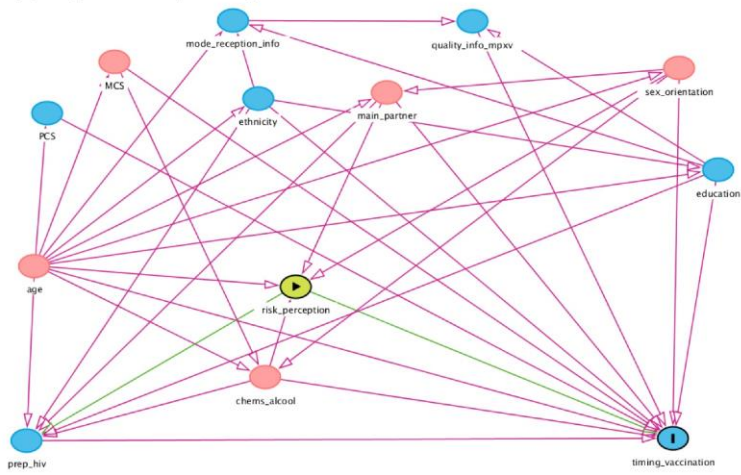 mode_reception_info
quality_info_mpxv
MCS
sex_orientation
PCS
ethnicity
main_partner
education
age
risk_perception
chems_alcool
prep_hiv
timing_vaccination